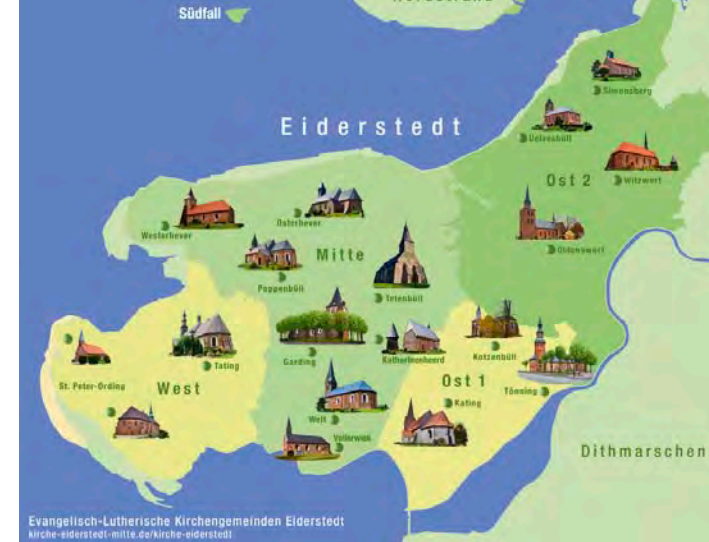 Südfall
Nordstrand
Eiderstedt
Simonsberg
Uelvesbüll
Witzwort
Ost 2
Oldenswort
Westerhever
Osterhever
Mitte
Poppenbüll
Tetenbüll
Garding
Katharinenheerd
Kotzenbüll
Tating
St. Peter-Ording
West
Ost 1
Tönning
Kating
Welt
Vollerwiek
Dithmarschen
Evangelisch-Lutherische Kirchengemeinden Eiderstedt
kirche-eiderstedt-mitte.de/kirche-eiderstedt